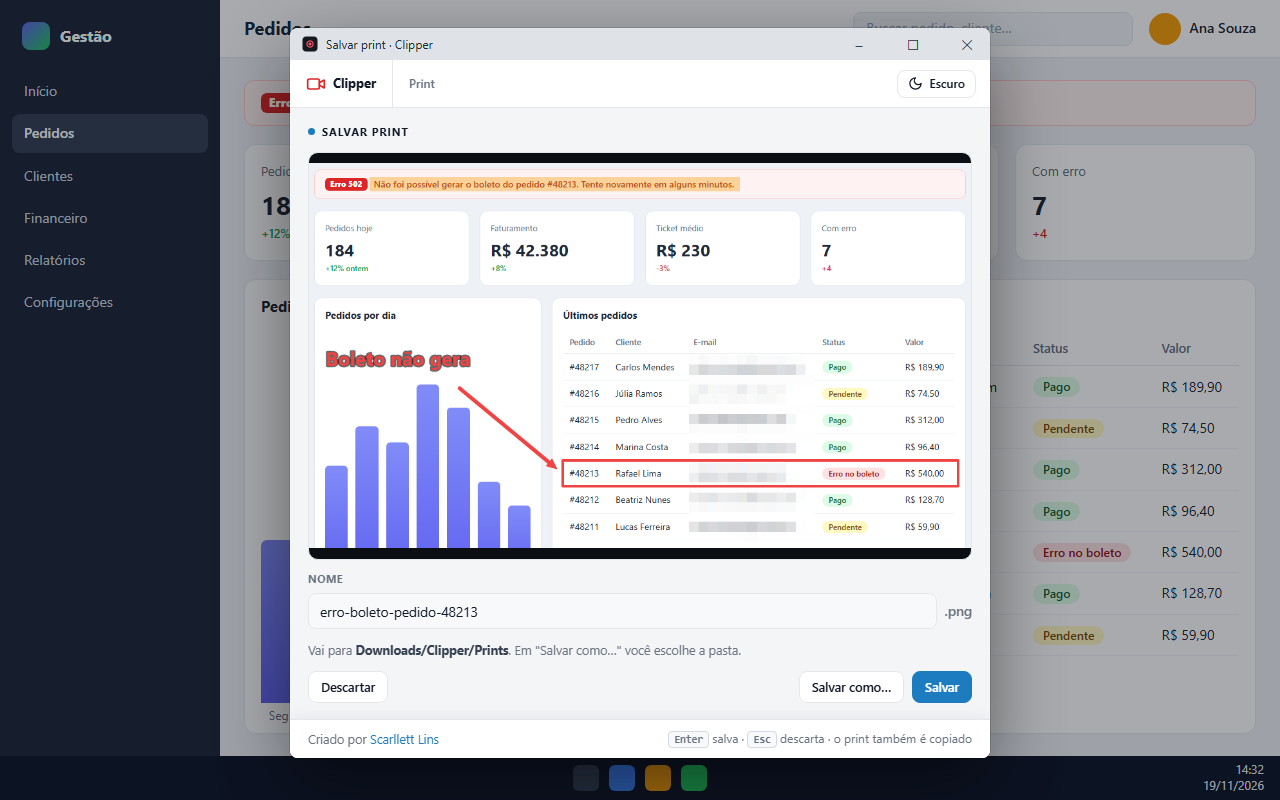 Gestão
Início
Pedidos
Clientes
Financeiro
Relatórios
Configurações
Pedidos
Buscar pedido, cliente...
Ana Souza
Salvar print · Clipper
Clipper
Print
Escuro
SALVAR PRINT
Erro 502 Não foi possível gerar o boleto do pedido #48213. Tente novamente em alguns minutos.
Pedidos hoje
184
+12% ontem
Faturamento
R$ 42.380
+8%
Ticket médio
R$ 230
-3%
Com erro
7
+4
Pedidos por dia
Boleto não gera
Últimos pedidos
Pedido Cliente E-mail Status Valor
#48217 Carlos Mendes Pago R$ 189,90
#48216 Júlia Ramos Pendente R$ 74,50
#48215 Pedro Alves Pago R$ 312,00
#48214 Marina Costa Pago R$ 96,40
#48213 Rafael Lima Erro no boleto R$ 540,00
#48212 Beatriz Nunes Pago R$ 128,70
#48211 Lucas Ferreira Pendente R$ 59,90
NOME
erro-boleto-pedido-48213 .png
Vai para Downloads/Clipper/Prints. Em "Salvar como..." você escolhe a pasta.
Descartar
Salvar como...
Salvar
Criado por Scarllett Lins
Enter salva · Esc descarta · o print também é copiado
+12%
Seg
Com erro
7
+4
Status Valor
Pago R$ 189,90
Pendente R$ 74,50
Pago R$ 312,00
Pago R$ 96,40
Erro no boleto R$ 540,00
Pago R$ 128,70
Pendente R$ 59,90
14:32
19/11/2026